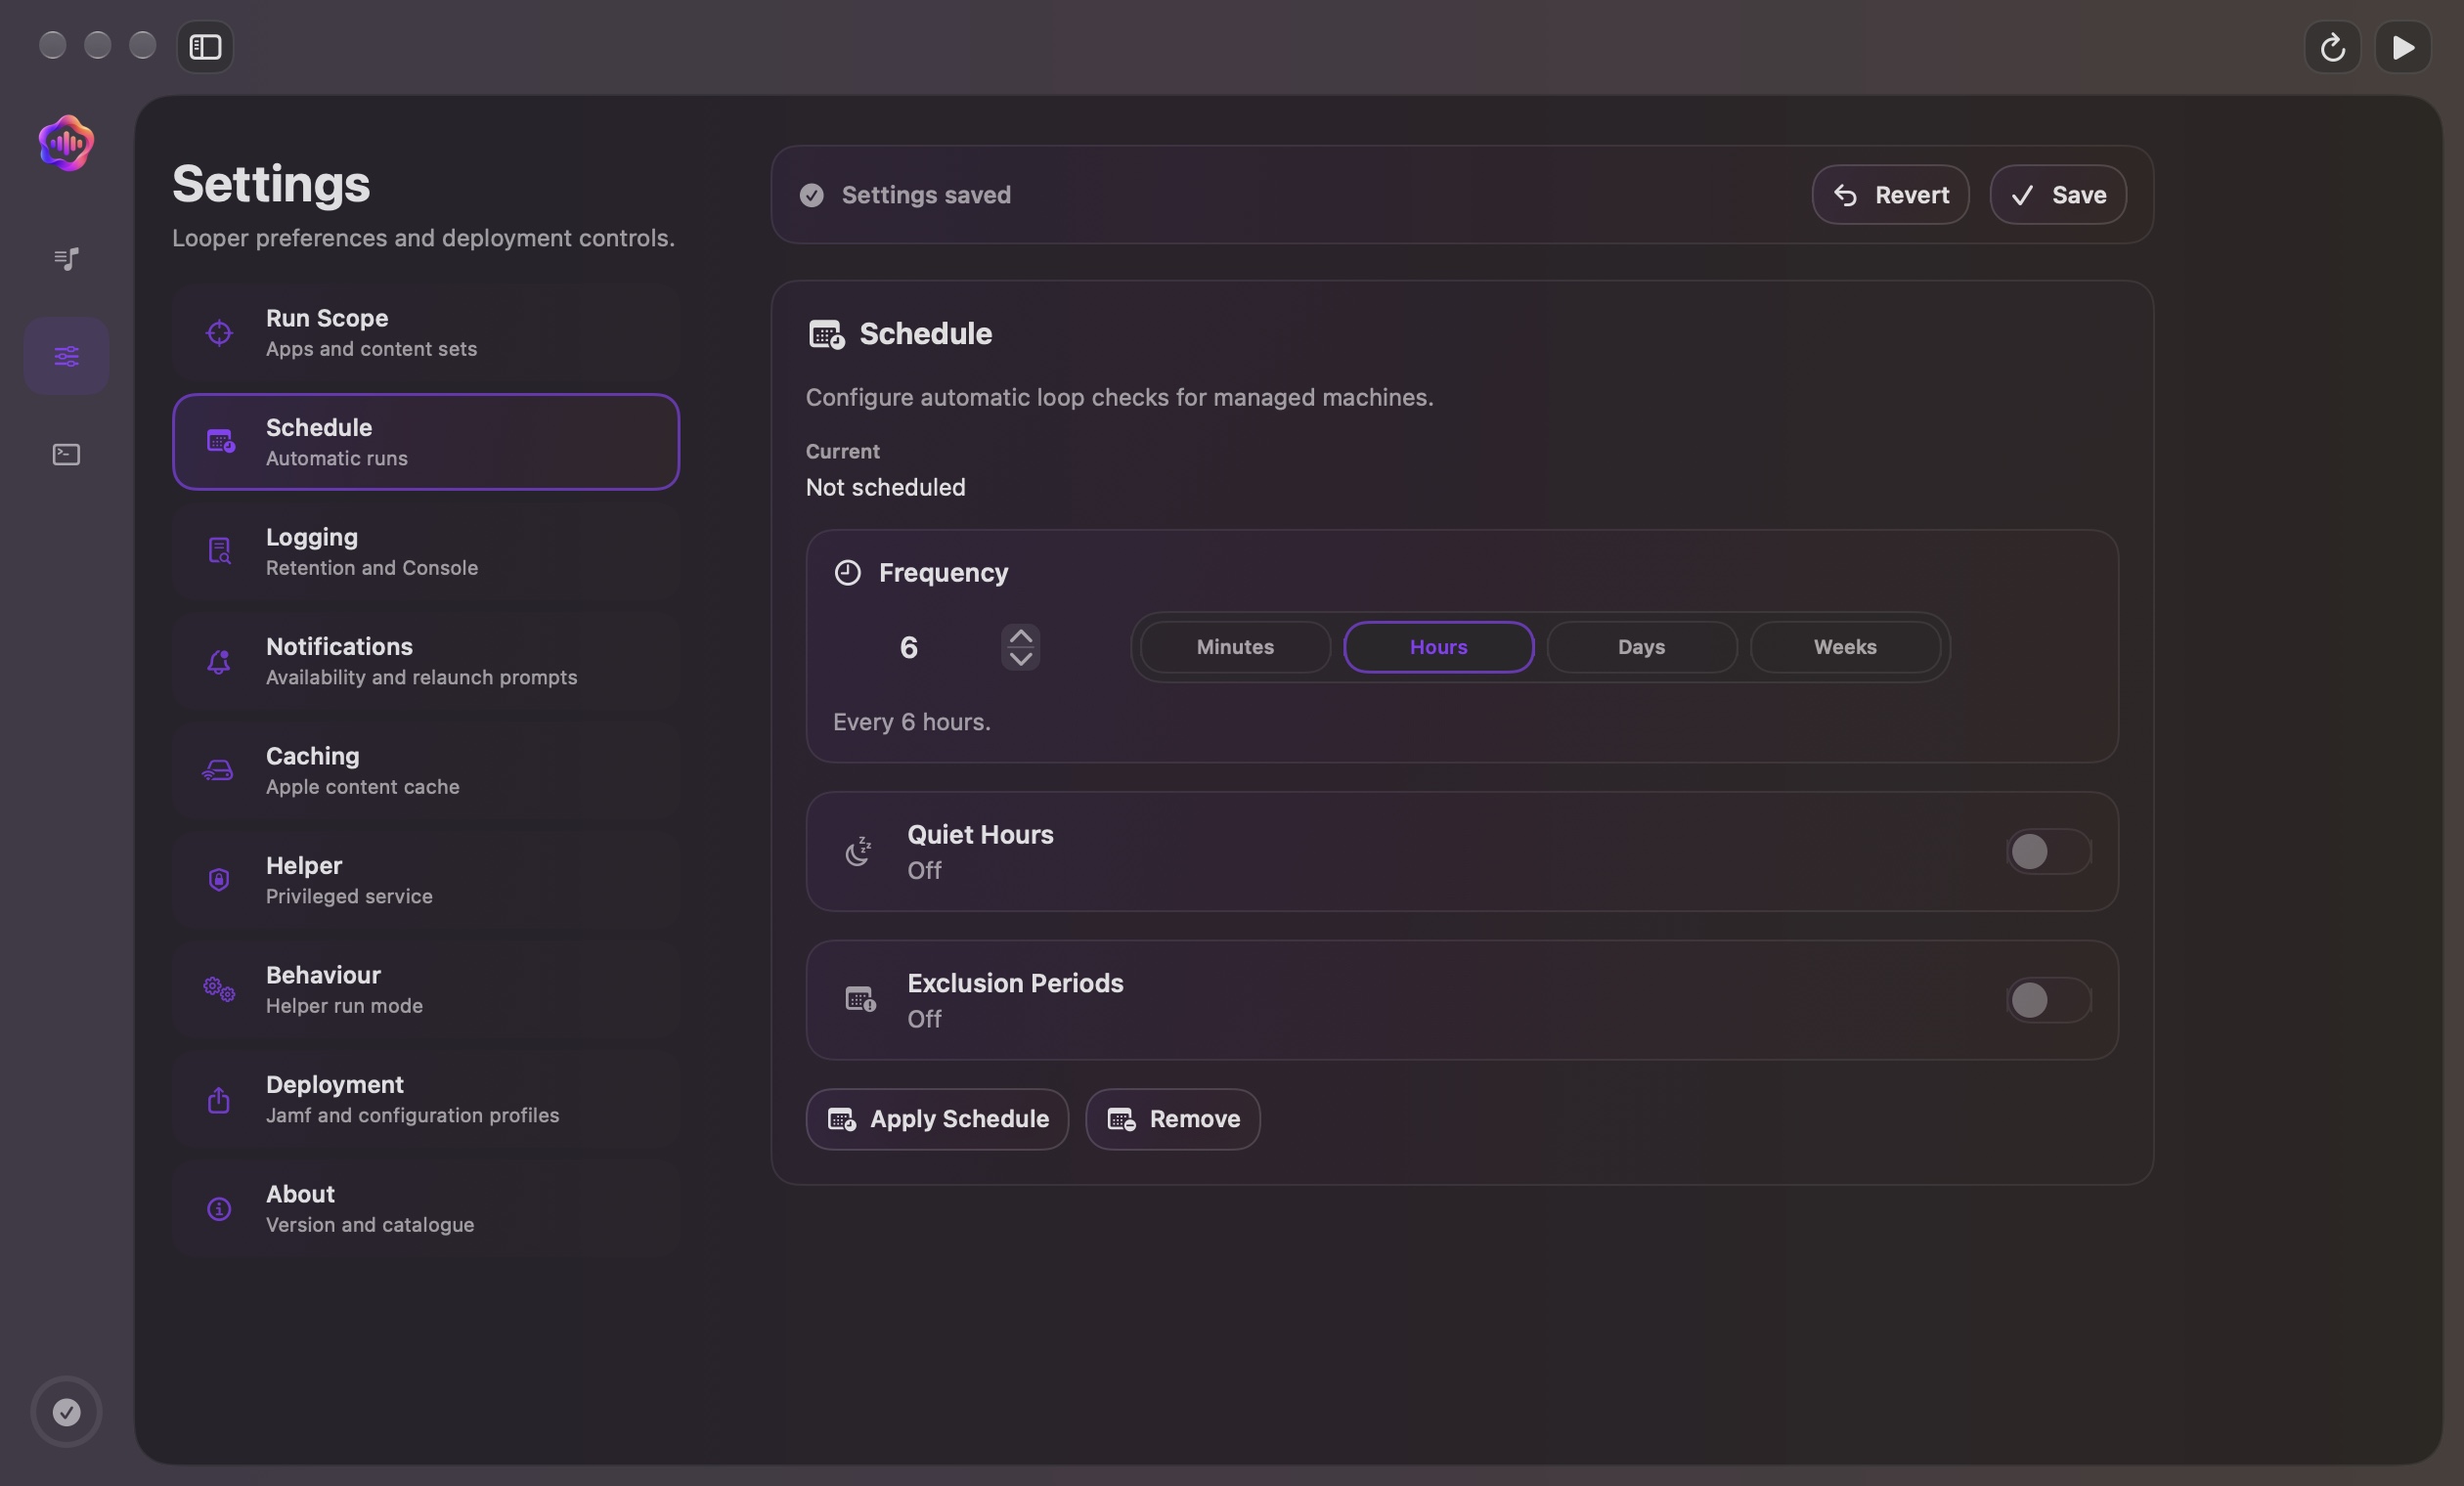 Settings
Looper preferences and deployment controls.
Run Scope
Apps and content sets
Schedule
Automatic runs
Logging
Retention and Console
Notifications
Availability and relaunch prompts
Caching
Apple content cache
Helper
Privileged service
Behaviour
Helper run mode
Deployment
Jamf and configuration profiles
About
Version and catalogue
Settings saved
Revert
Save
Schedule
Configure automatic loop checks for managed machines.
Current
Not scheduled
Frequency
6
Minutes
Hours
Days
Weeks
Every 6 hours.
Quiet Hours
Off
Exclusion Periods
Off
Apply Schedule
Remove